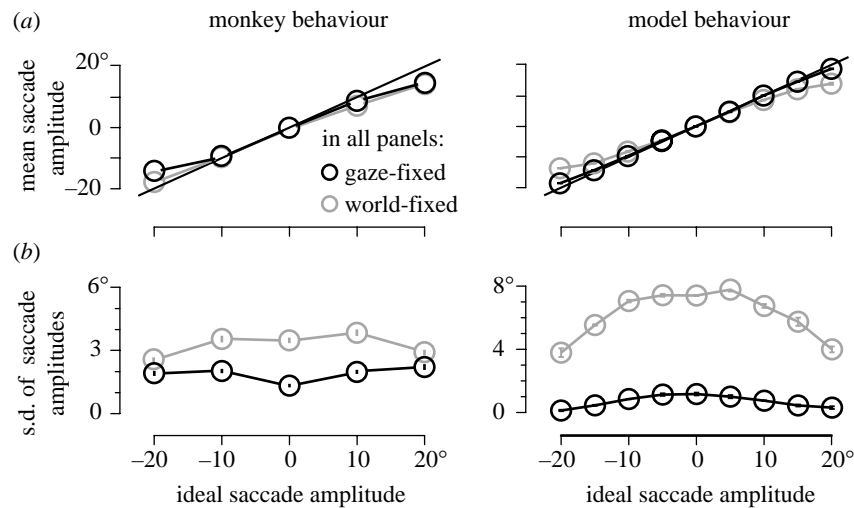 (a)
monkey behaviour
model behaviour
mean saccade
amplitude
20°
0
–20
in all panels:
gaze-fixed
world-fixed
(b)
s.d. of saccade
amplitudes
6°
3
0
8°
4
0
–20 –10 0 10 20°
–20 –10 0 10 20°
ideal saccade amplitude
ideal saccade amplitude